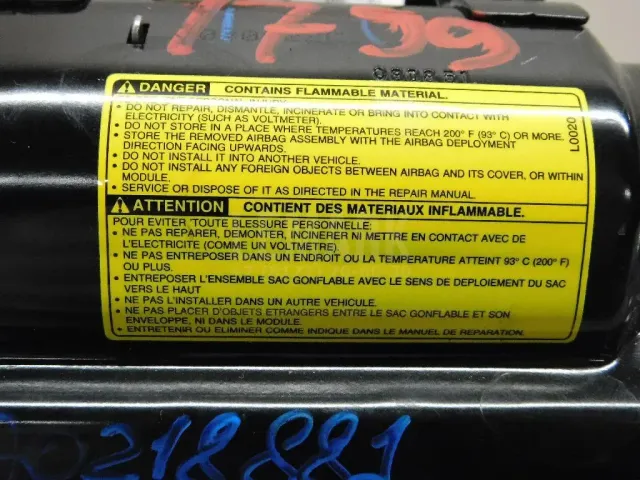 1799
090851
⚠ DANGER CONTAINS FLAMMABLE MATERIAL.
• DO NOT REPAIR, DISMANTLE, INCINERATE OR BRING INTO CONTACT WITH
ELECTRICITY (SUCH AS VOLTMETER).
• DO NOT STORE IN A PLACE WHERE TEMPERATURES REACH 200° F (93° C) OR MORE.
• STORE THE REMOVED AIRBAG ASSEMBLY WITH THE AIRBAG DEPLOYMENT
DIRECTION FACING UPWARDS.
• DO NOT INSTALL IT INTO ANOTHER VEHICLE.
• DO NOT INSTALL ANY FOREIGN OBJECTS BETWEEN AIRBAG AND ITS COVER, OR WITHIN
MODULE.
• SERVICE OR DISPOSE OF IT AS DIRECTED IN THE REPAIR MANUAL.
L0020
⚠ ATTENTION CONTIENT DES MATERIAUX INFLAMMABLE.
POUR EVITER TOUTE BLESSURE PERSONNELLE:
• NE PAS REPARER, DEMONTER, INCINERER NI METRE EN CONTACT AVEC DE
L'ELECTRICITE (COMME UN VOLTMETRE).
• NE PAS ENTREPOSER DANS UN ENDROIT OU LA TEMPERATURE ATTEINT 93° C (200° F)
OU PLUS.
• ENTREPOSER L'ENSEMBLE SAC GONFLABLE AVEC LE SENS DE DEPLOIEMENT DU SAC
VERS LE HAUT
• NE PAS L'INSTALLER DANS UN AUTRE VEHICULE.
• NE PAS PLACER D'OBJETS ETRANGERS ENTRE LE SAC GONFLABLE ET SON
ENVELOPPE, NI DANS LE MODULE.
• ENTRETENIR OU ELIMINER COMME INDIQUE DANS LE MANUEL DE REPARATION.
218881